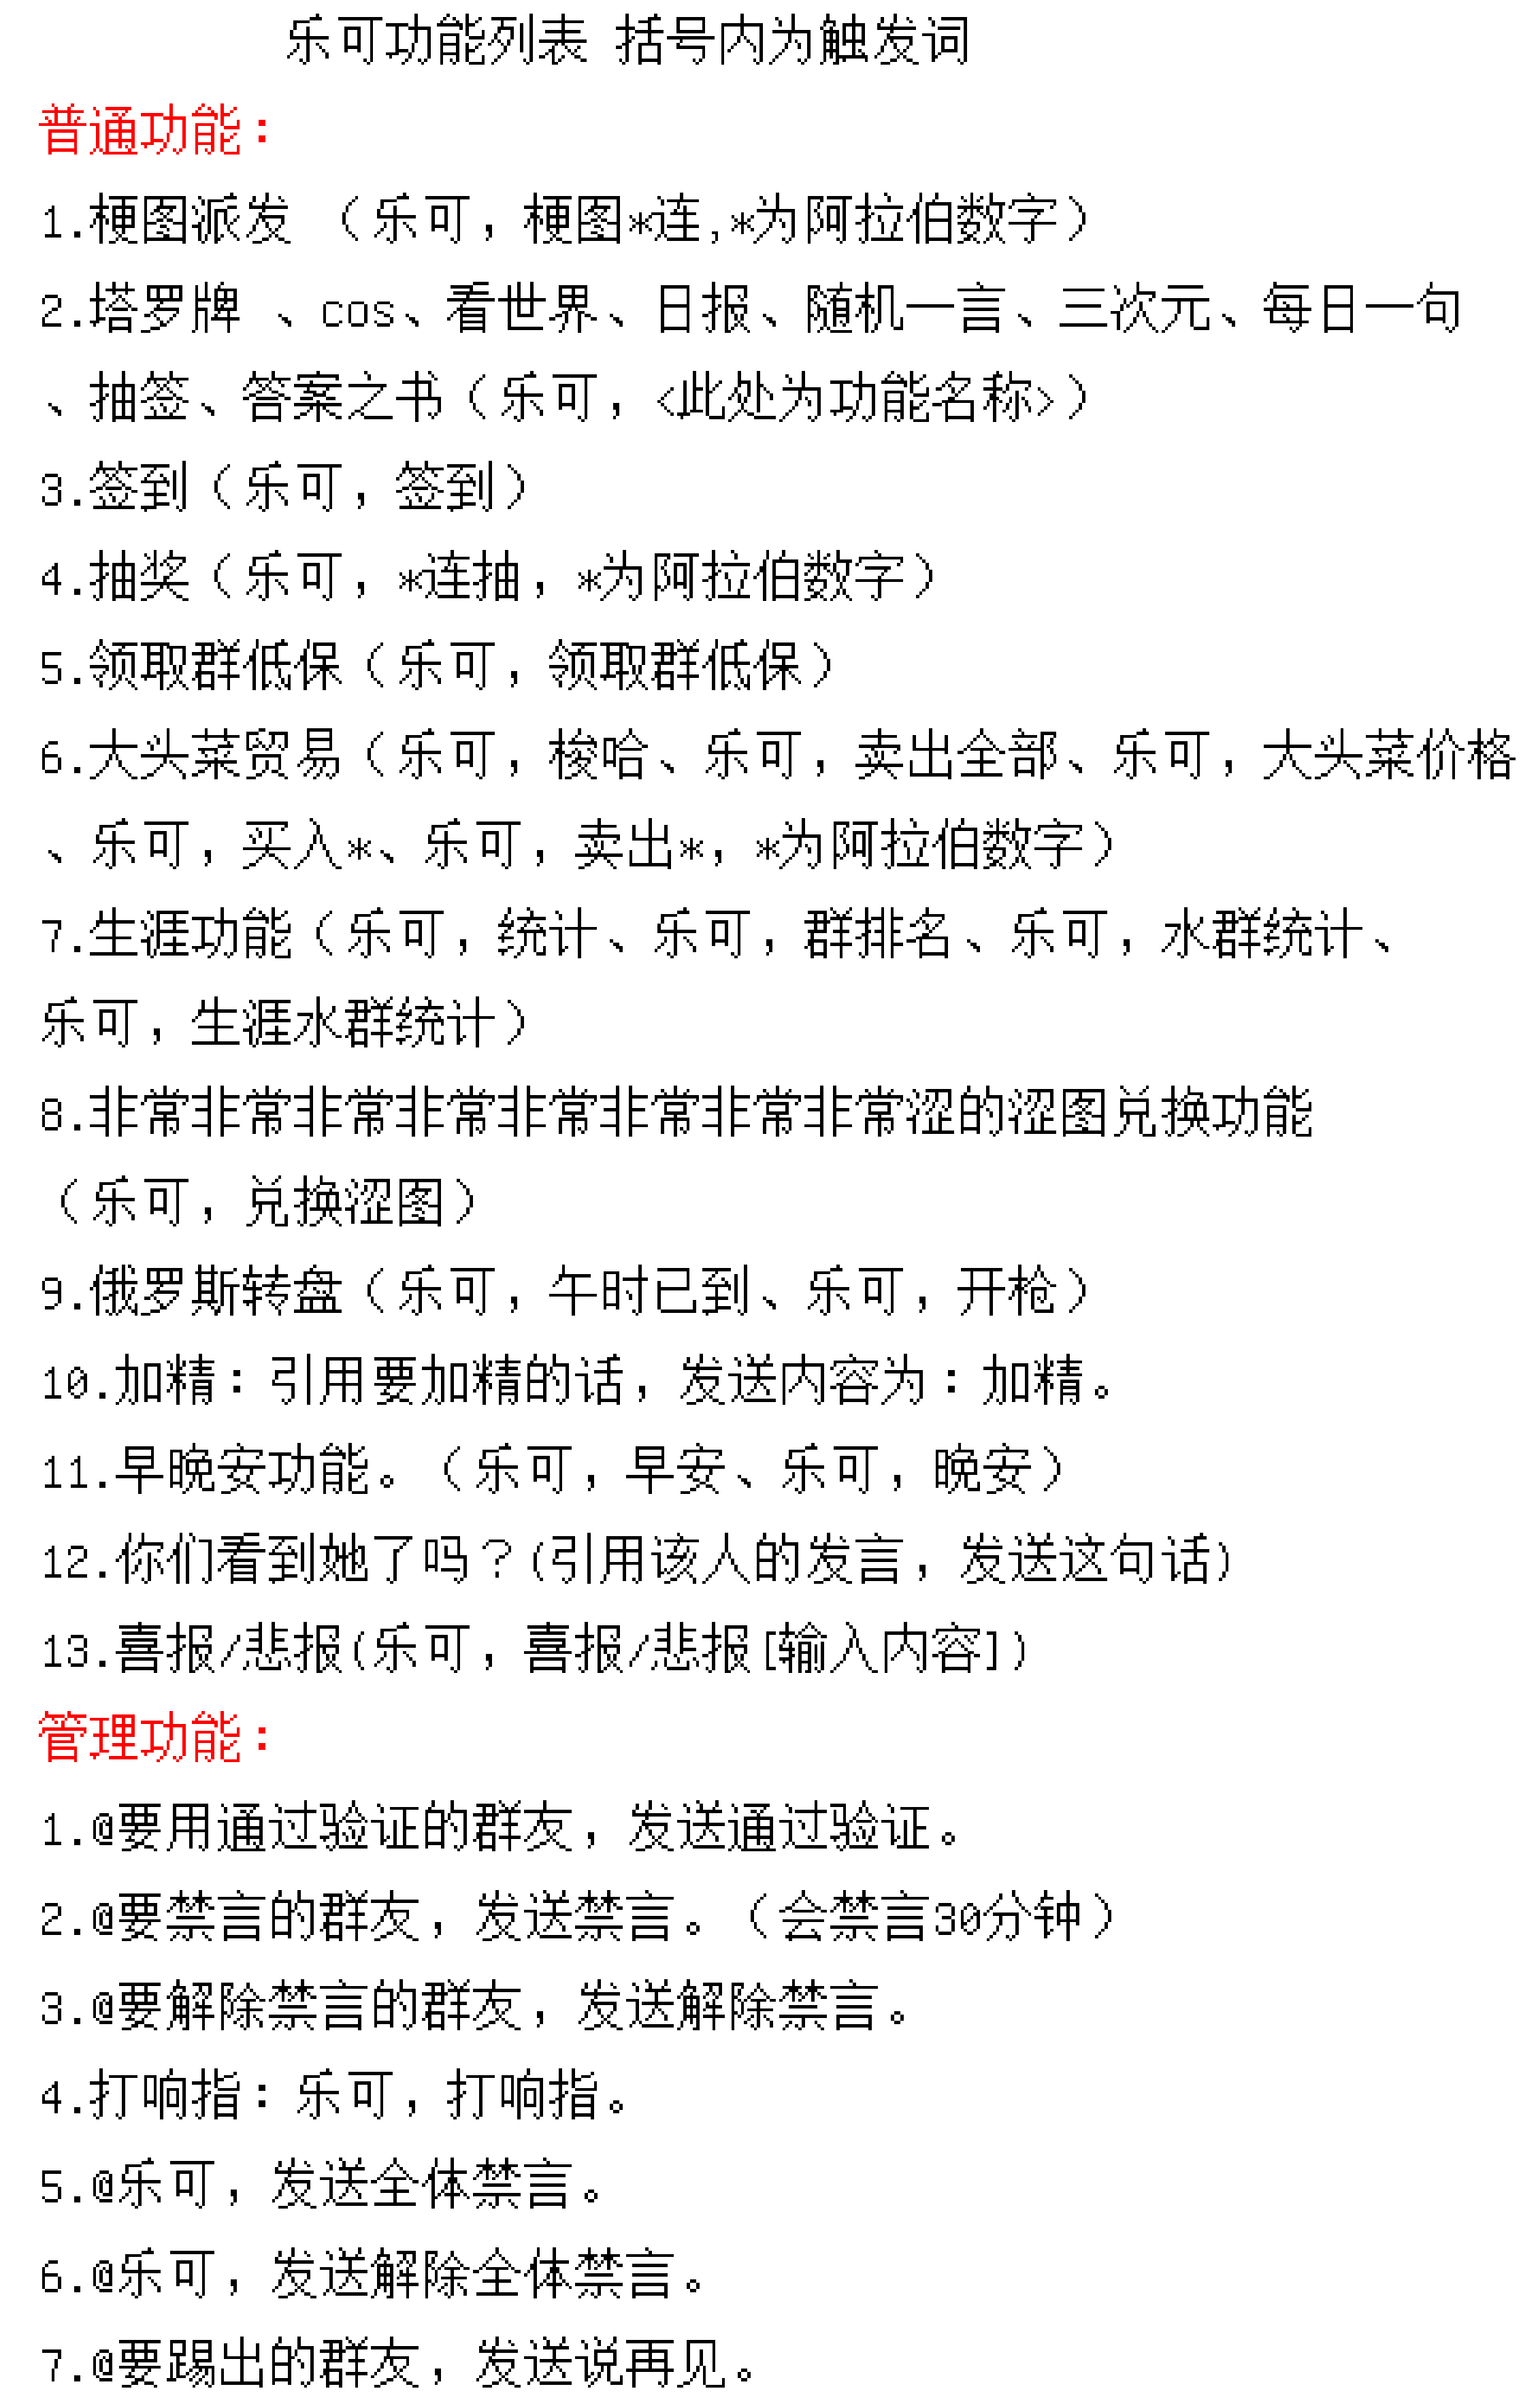 乐可功能列表 括号内为触发词
普通功能：
1.梗图派发 （乐可，梗图*连,*为阿拉伯数字）
2.塔罗牌 、cos、看世界、日报、随机一言、三次元、每日一句
、抽签、答案之书（乐可，<此处为功能名称>）
3.签到（乐可，签到）
4.抽奖（乐可，*连抽，*为阿拉伯数字）
5.领取群低保（乐可，领取群低保）
6.大头菜贸易（乐可，梭哈、乐可，卖出全部、乐可，大头菜价格
、乐可，买入*、乐可，卖出*，*为阿拉伯数字）
7.生涯功能（乐可，统计、乐可，群排名、乐可，水群统计、
乐可，生涯水群统计）
8.非常非常非常非常非常非常非常非常涩的涩图兑换功能
（乐可，兑换涩图）
9.俄罗斯转盘（乐可，午时已到、乐可，开枪）
10.加精：引用要加精的话，发送内容为：加精。
11.早晚安功能。（乐可，早安、乐可，晚安）
12.你们看到她了吗？(引用该人的发言，发送这句话)
13.喜报/悲报(乐可，喜报/悲报[输入内容])
管理功能：
1.@要用通过验证的群友，发送通过验证。
2.@要禁言的群友，发送禁言。（会禁言30分钟）
3.@要解除禁言的群友，发送解除禁言。
4.打响指：乐可，打响指。
5.@乐可，发送全体禁言。
6.@乐可，发送解除全体禁言。
7.@要踢出的群友，发送说再见。